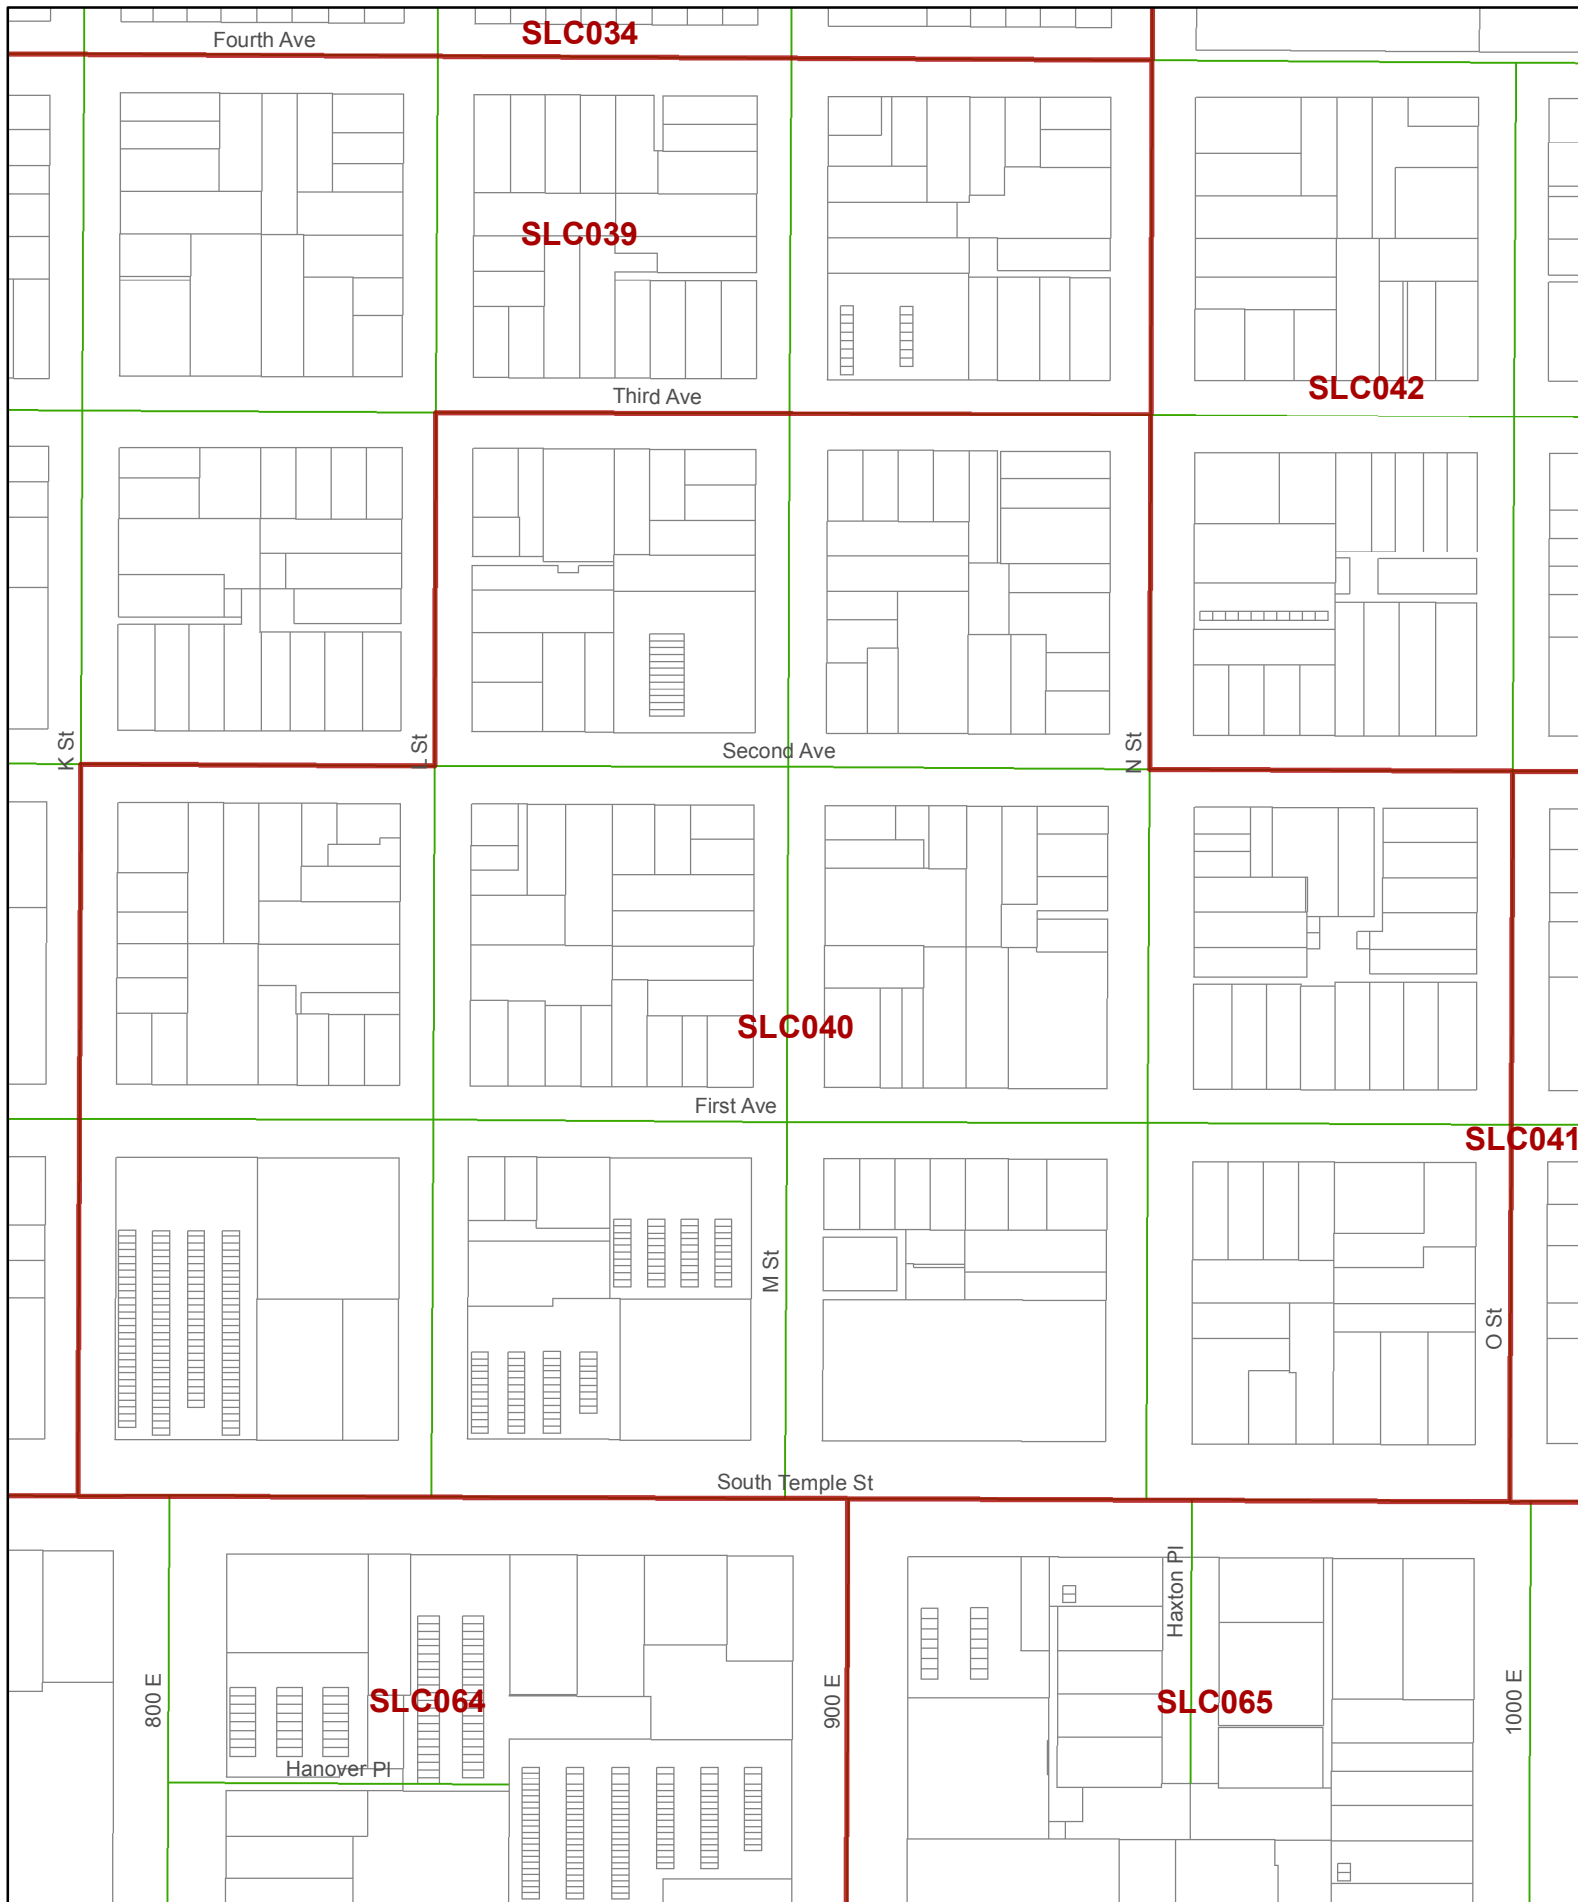 SLC034
Fourth Ave
SLC039
SLC042
Third Ave
K St
L St
Second Ave
N St
SLC040
First Ave
SLC041
M St
O St
South Temple St
Haxton Pl
800 E
SLC064
900 E
SLC065
1000 E
Hanover Pl